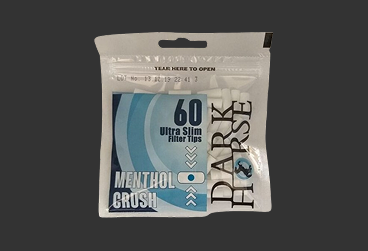 TEAR HERE TO OPEN
60
Ultra Slim
Filter Tips
MENTHOL
CRUSH
DARK
HORSE